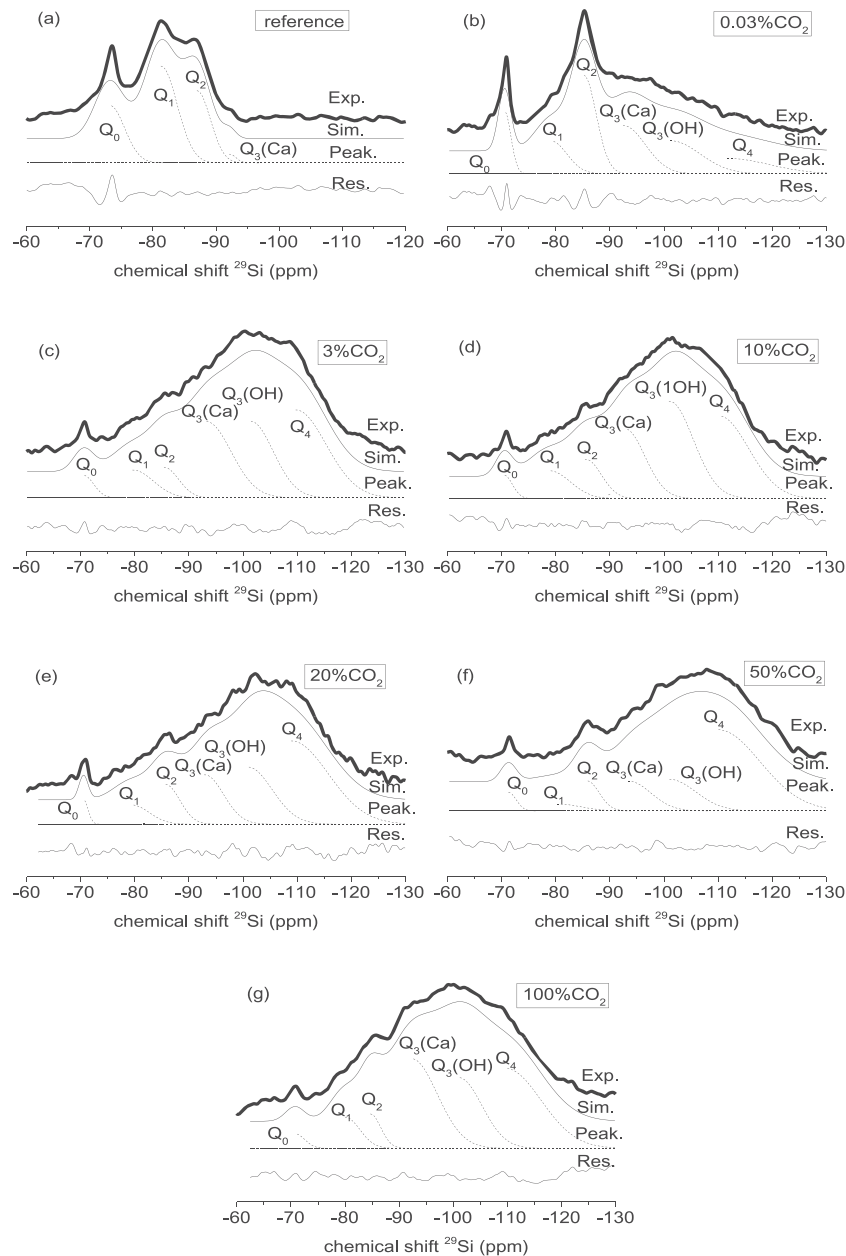 (a) reference
Q0
Q1
Q2
Q3(Ca)
Exp.
Sim.
Peak.
Res.
-60 -70 -80 -90 -100 -110 -120
chemical shift 29Si (ppm)
(b) 0.03%CO2
Q0
Q1
Q2
Q3(Ca)
Q3(OH)
Q4
Exp.
Sim.
Peak.
Res.
-60 -70 -80 -90 -100 -110 -120 -130
chemical shift 29Si (ppm)
(c) 3%CO2
Q0
Q1
Q2
Q3(Ca)
Q3(OH)
Q4
Exp.
Sim.
Peak.
Res.
-60 -70 -80 -90 -100 -110 -120 -130
chemical shift 29Si (ppm)
(d) 10%CO2
Q0
Q1
Q2
Q3(Ca)
Q3(1OH)
Q4
Exp.
Sim.
Peak.
Res.
-60 -70 -80 -90 -100 -110 -120 -130
chemical shift 29Si (ppm)
(e) 20%CO2
Q0
Q1
Q2
Q3(Ca)
Q3(OH)
Q4
Exp.
Sim.
Peak.
Res.
-60 -70 -80 -90 -100 -110 -120 -130
chemical shift 29Si (ppm)
(f) 50%CO2
Q0
Q1
Q2
Q3(Ca)
Q3(OH)
Q4
Exp.
Sim.
Peak.
Res.
-60 -70 -80 -90 -100 -110 -120 -130
chemical shift 29Si (ppm)
(g) 100%CO2
Q0
Q1
Q2
Q3(Ca)
Q3(OH)
Q4
Exp.
Sim.
Peak.
Res.
-60 -70 -80 -90 -100 -110 -120 -130
chemical shift 29Si (ppm)